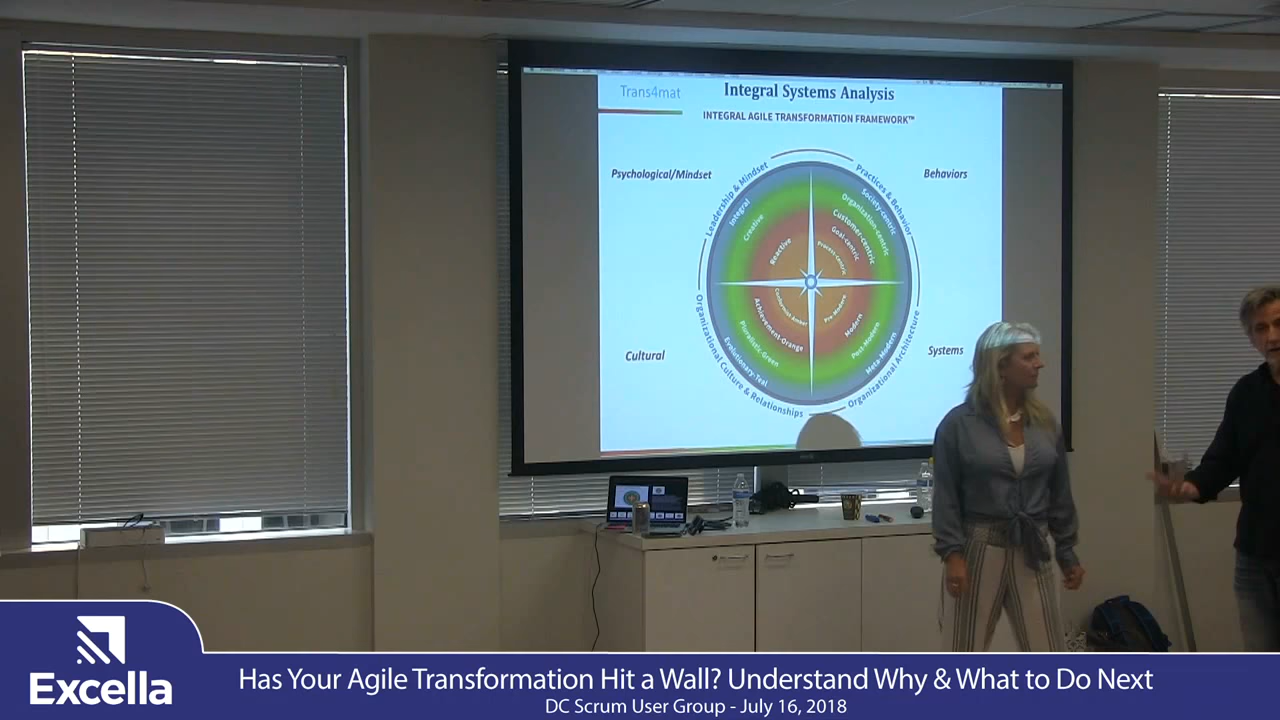 Trans4mat
Integral Systems Analysis
INTEGRAL AGILE TRANSFORMATION FRAMEWORK™
Psychological/Mindset
Behaviors
Leadership & Mindset
Practices & Behavior
Integral
Creative
Reactive
Society-centric
Organization-centric
Customer-centric
Goal-centric
Process-centric
Conformist-Amber
Achievement-Orange
Pluralistic-Green
Evolutionary-Teal
Pre-Modern
Modern
Post-Modern
Meta-Modern
Organizational Culture & Relationships
Organizational Architecture
Cultural
Systems
Excella
Has Your Agile Transformation Hit a Wall? Understand Why & What to Do Next
DC Scrum User Group - July 16, 2018